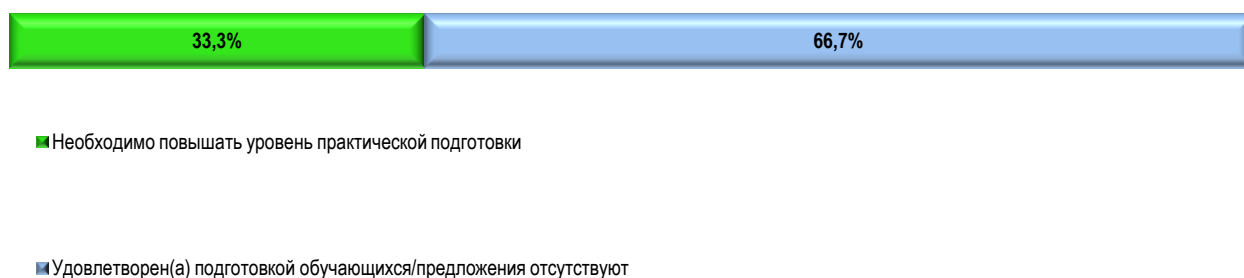 33,3% 66,7%
Необходимо повышать уровень практической подготовки
Удовлетворен(а) подготовкой обучающихся/предложения отсутствуют